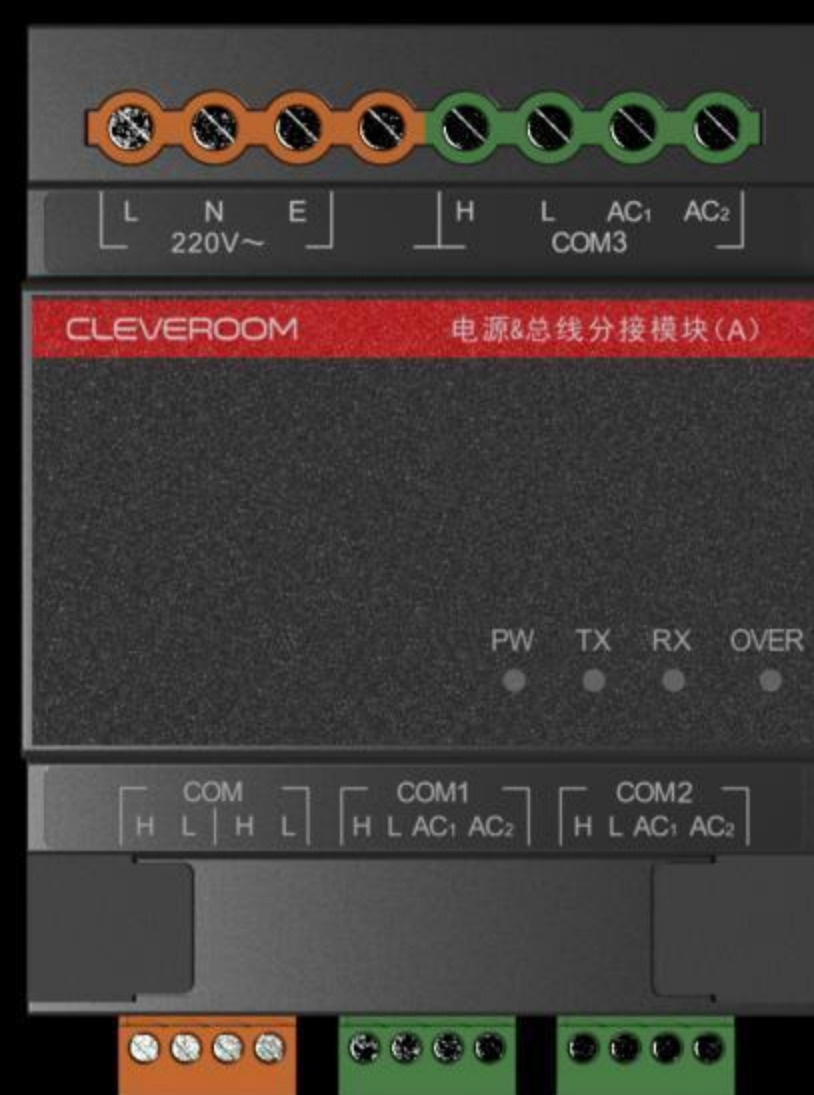 L N E H L AC₁ AC₂
220V～ COM3
CLEVEROOM 电源&总线分接模块(A)
PW TX RX OVER
COM COM1 COM2
H L H L H L AC₁ AC₂ H L AC₁ AC₂